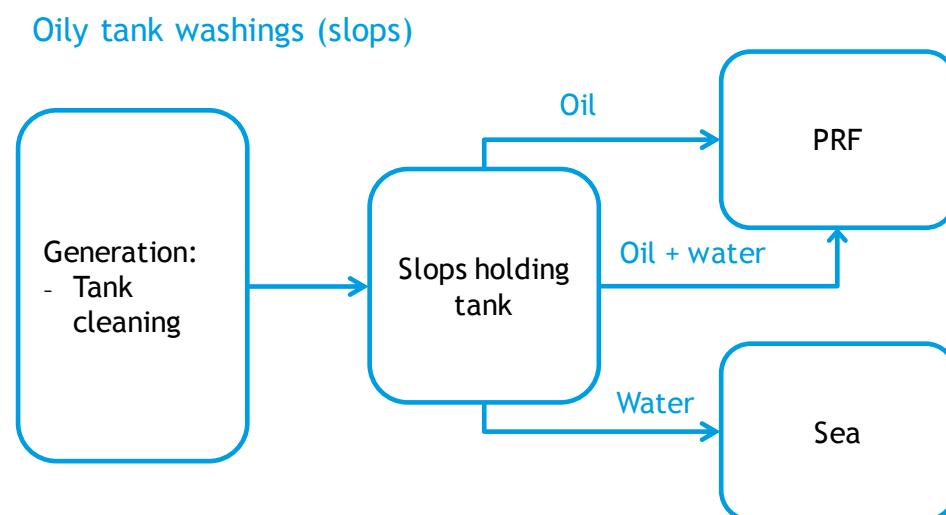 Oily tank washings (slops)
Oil
PRF
Generation:
- Tank
cleaning
Slops holding
tank
Oil + water
Water
Sea